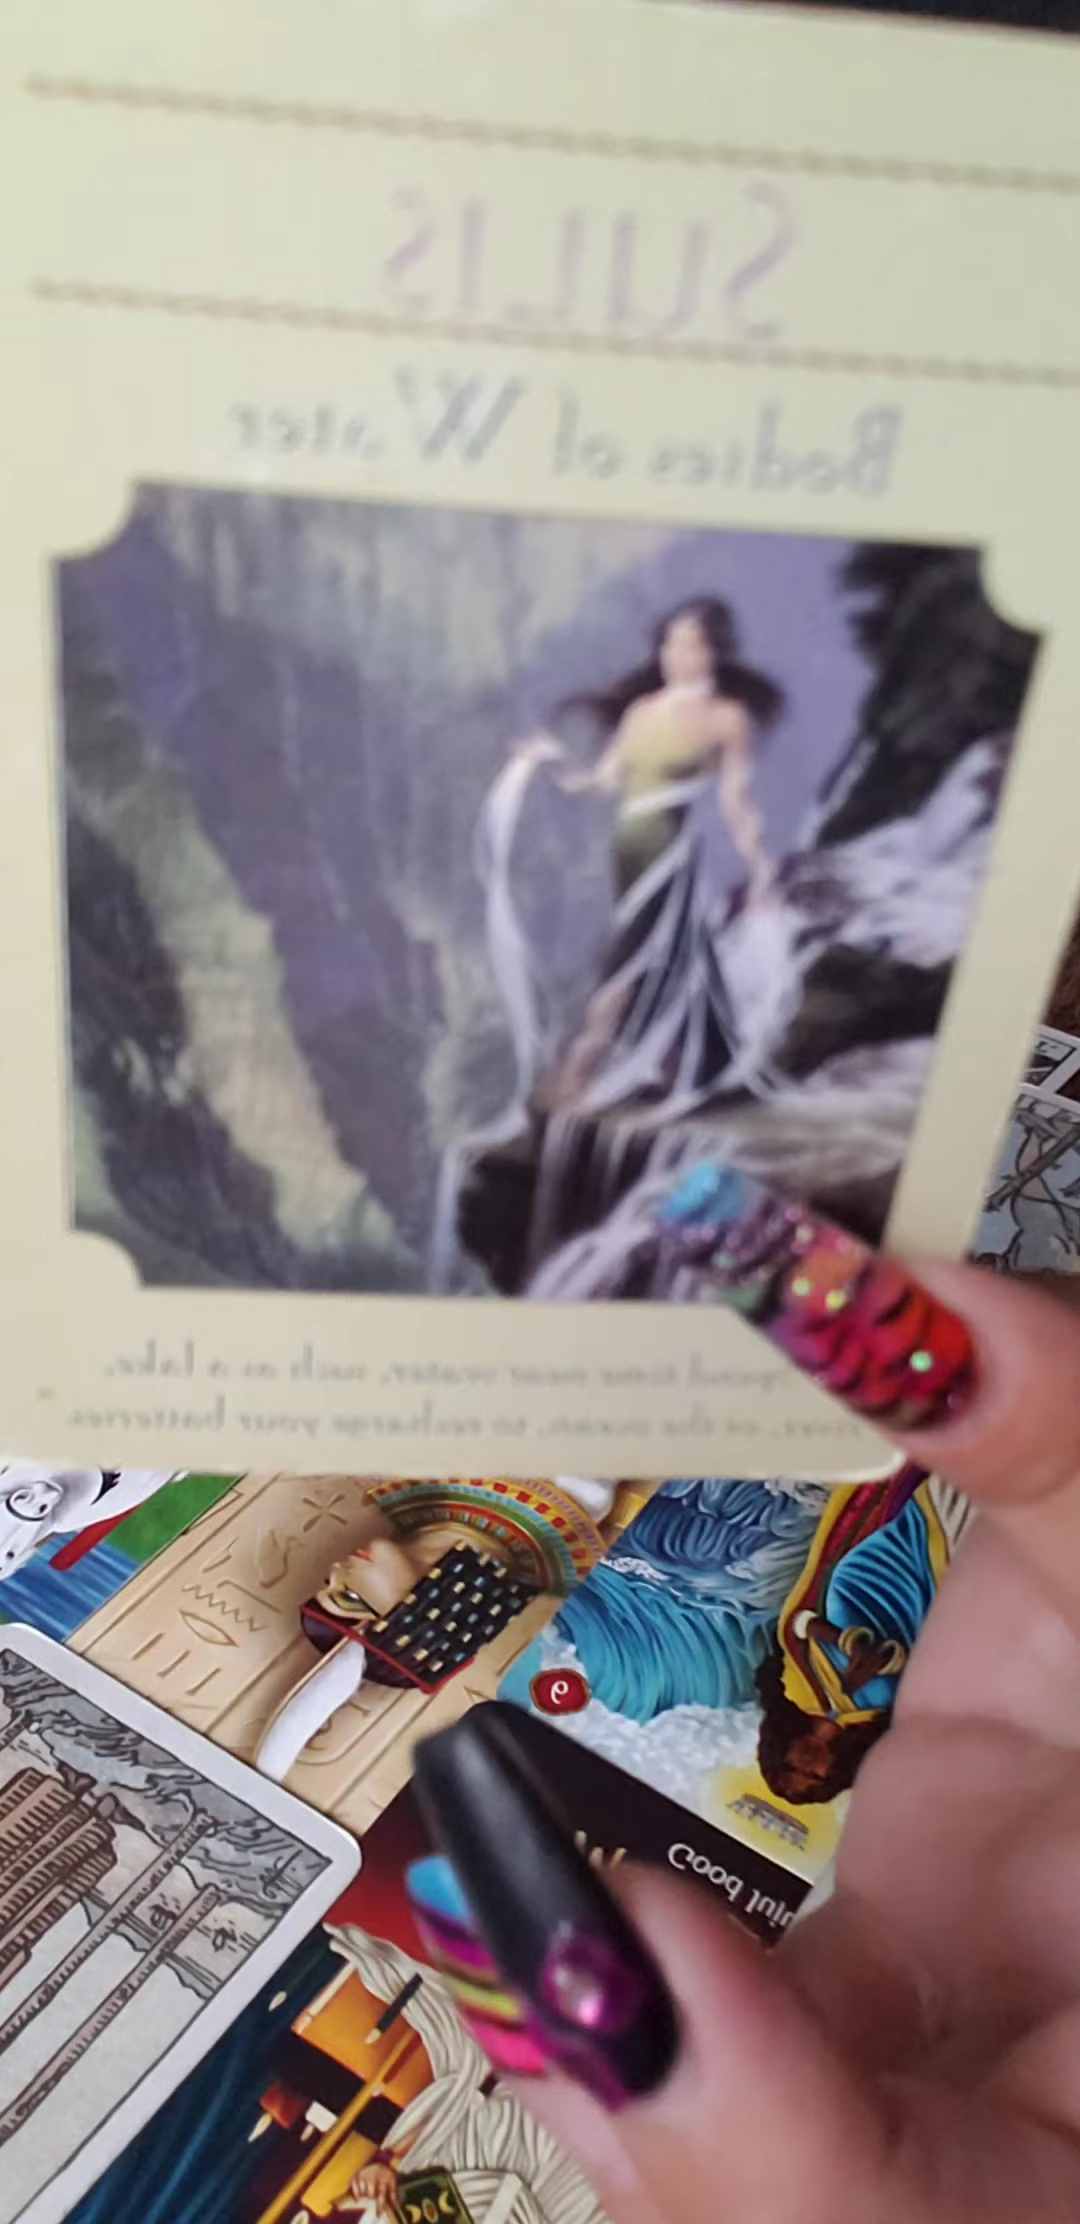 SULIS
Bodies of Water
Spend time near water, such as a lake,
river, or the ocean, to recharge your batteries.
9
Good